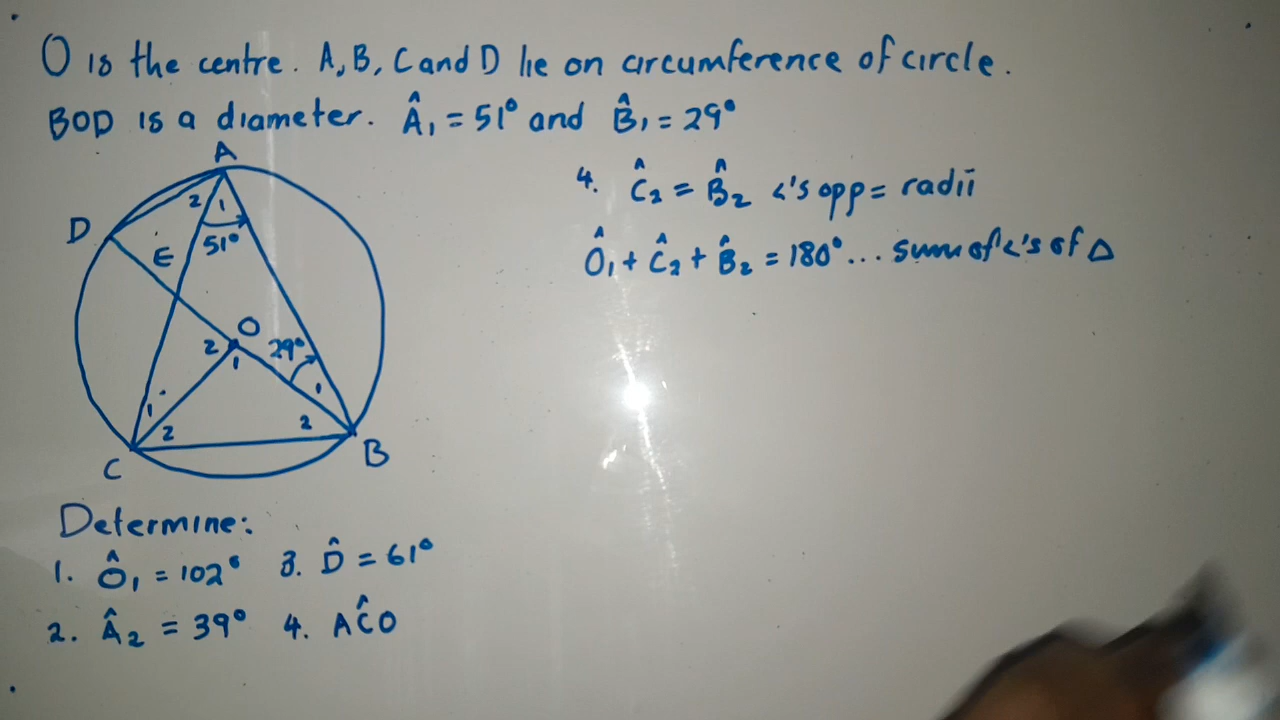 O is the centre. A, B, C and D lie on circumference of circle.
BOD is a diameter. Â₁ = 51° and B̂₁ = 29°
A
2 1
D
E 51°
O
2 29°
1
1
1
2 2
C B
4. Ĉ₂ = B̂₂ <'s opp = radii
Ô₁ + Ĉ₂ + B̂₂ = 180° ... sum of <'s of Δ
Determine:
1. Ô₁ = 102° 3. D̂ = 61°
2. Â₂ = 39° 4. AĈO